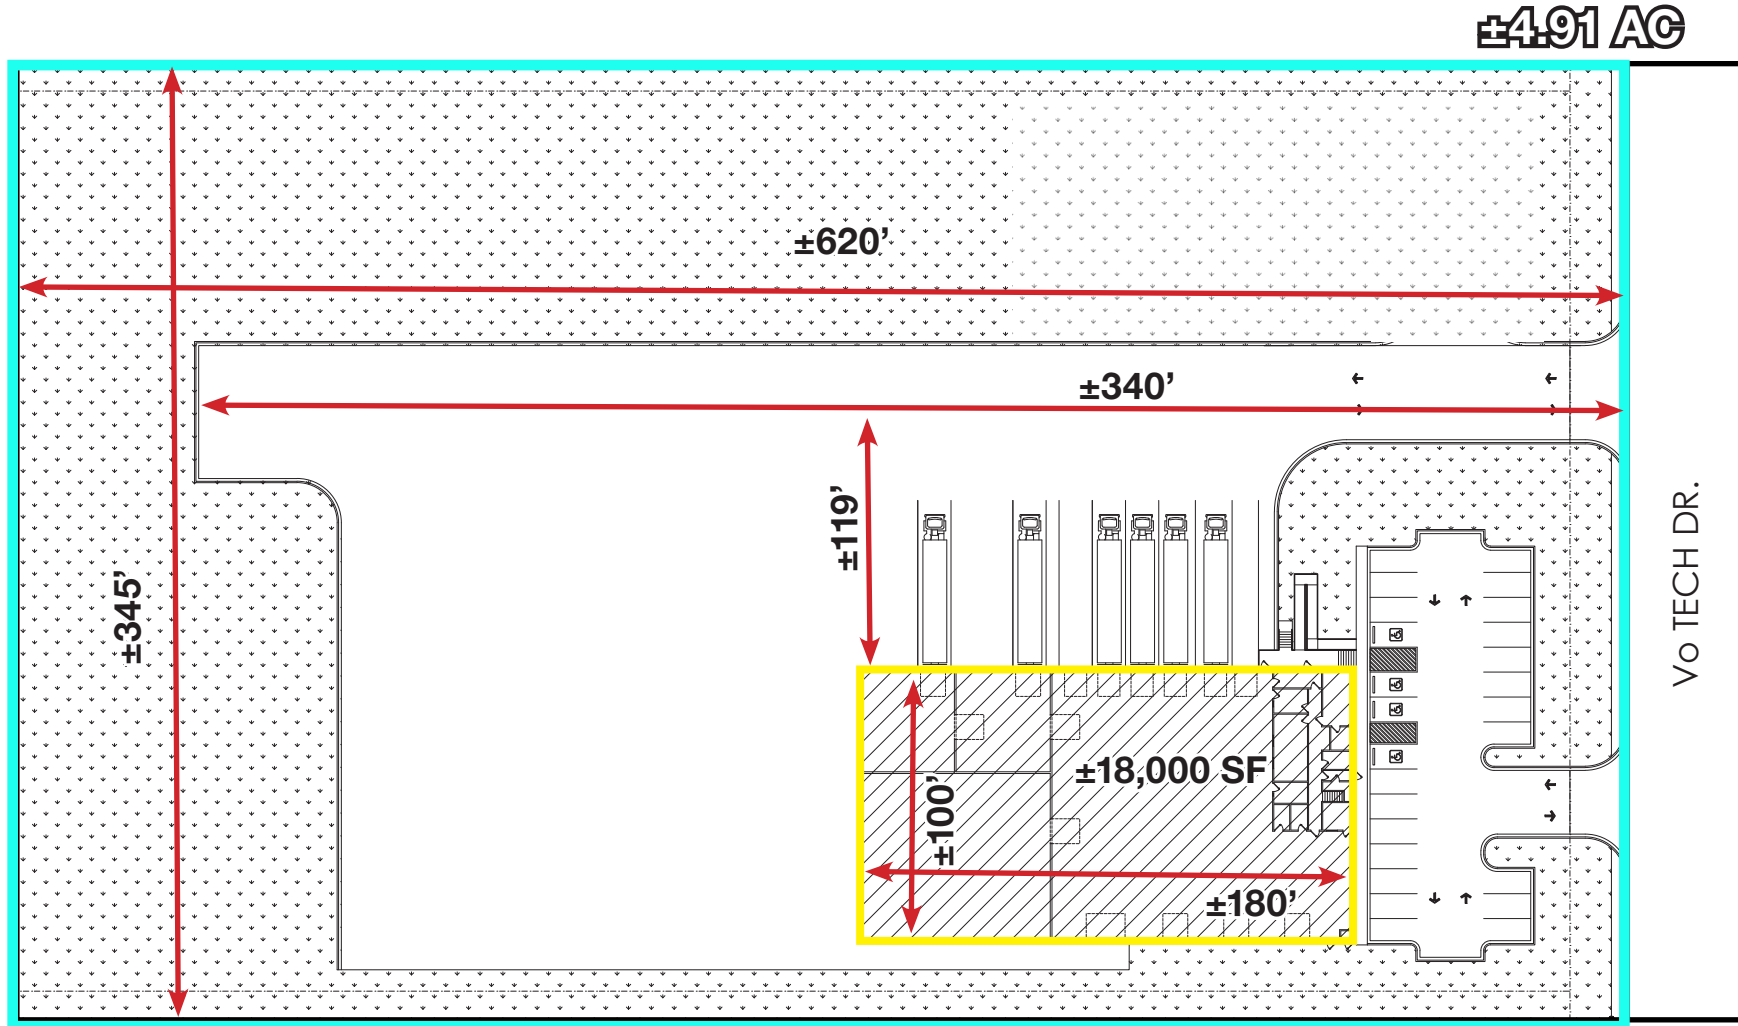 ±4.91 AC
±620’
±340’
±119’
±345’
Vo TECH DR.
±18,000 SF
±100’
±180’